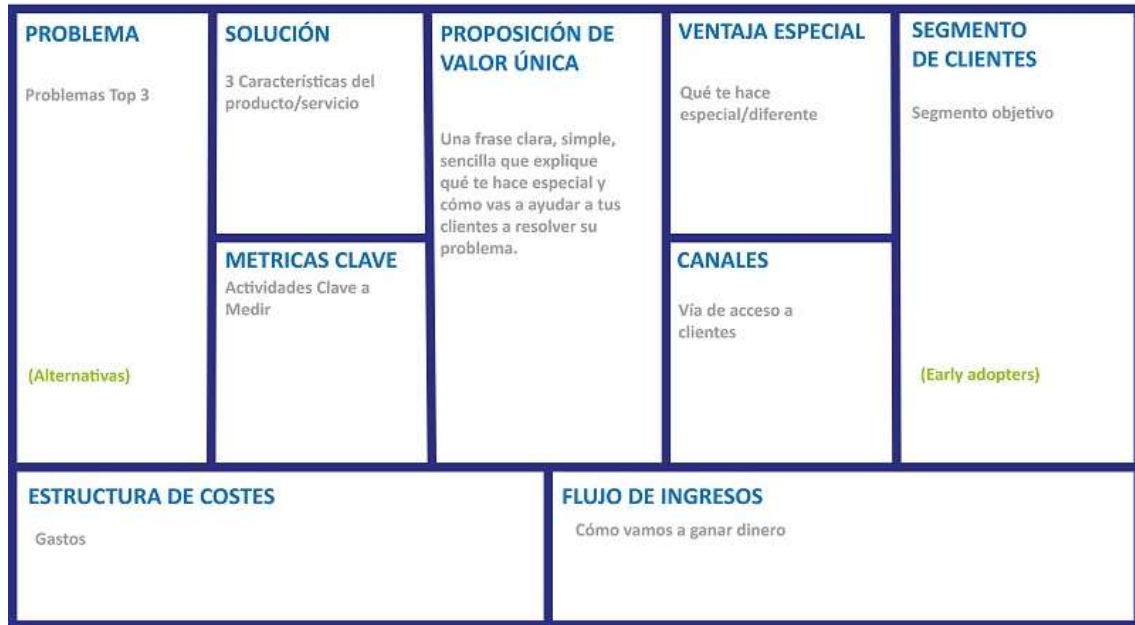 PROBLEMA
Problemas Top 3
(Alternativas)
SOLUCIÓN
3 Características del
producto/servicio
METRICAS CLAVE
Actividades Clave a
Medir
PROPOSICIÓN DE
VALOR ÚNICA
Una frase clara, simple,
sencilla que explique
qué te hace especial y
cómo vas a ayudar a tus
clientes a resolver su
problema.
VENTAJA ESPECIAL
Qué te hace
especial/diferente
CANALES
Vía de acceso a
clientes
SEGMENTO
DE CLIENTES
Segmento objetivo
(Early adopters)
ESTRUCTURA DE COSTES
Gastos
FLUJO DE INGRESOS
Cómo vamos a ganar dinero